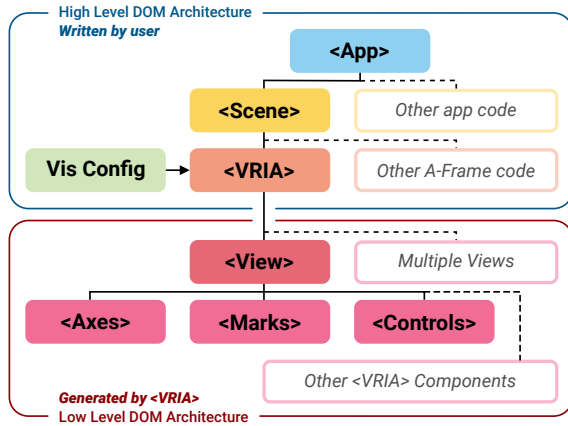 High Level DOM Architecture
Written by user
<App>
<Scene>
Other app code
Vis Config
<VRIA>
Other A-Frame code
<View>
Multiple Views
<Axes>
<Marks>
<Controls>
Other <VRIA> Components
Generated by <VRIA>
Low Level DOM Architecture